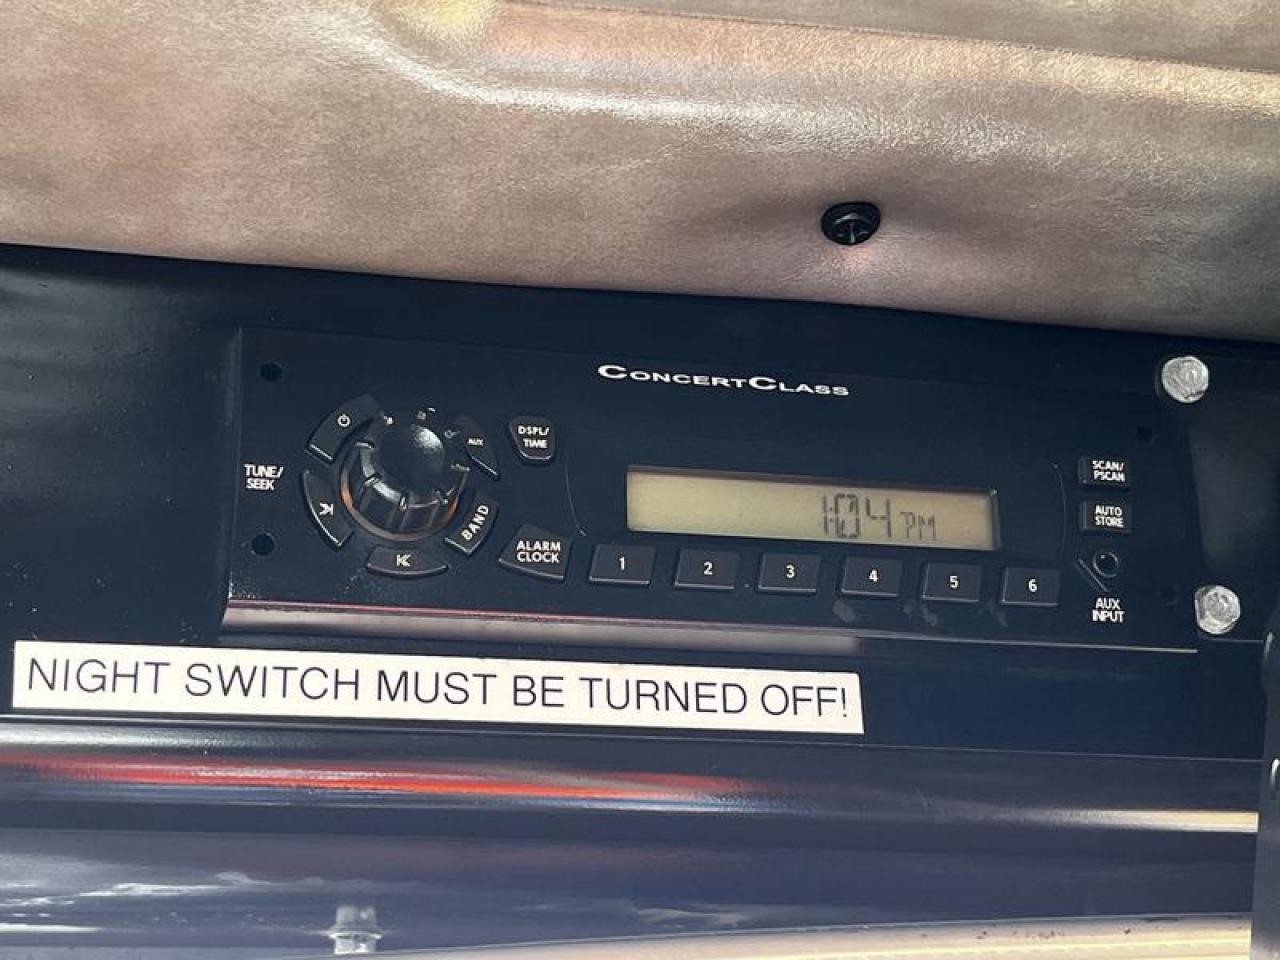 CONCERTCLASS
TUNE/
SEEK
AUX
DSPL/
TIME
BAND
ALARM
CLOCK
1:04 PM
1 2 3 4 5 6
SCAN/
PSCAN
AUTO
STORE
AUX
INPUT
NIGHT SWITCH MUST BE TURNED OFF!